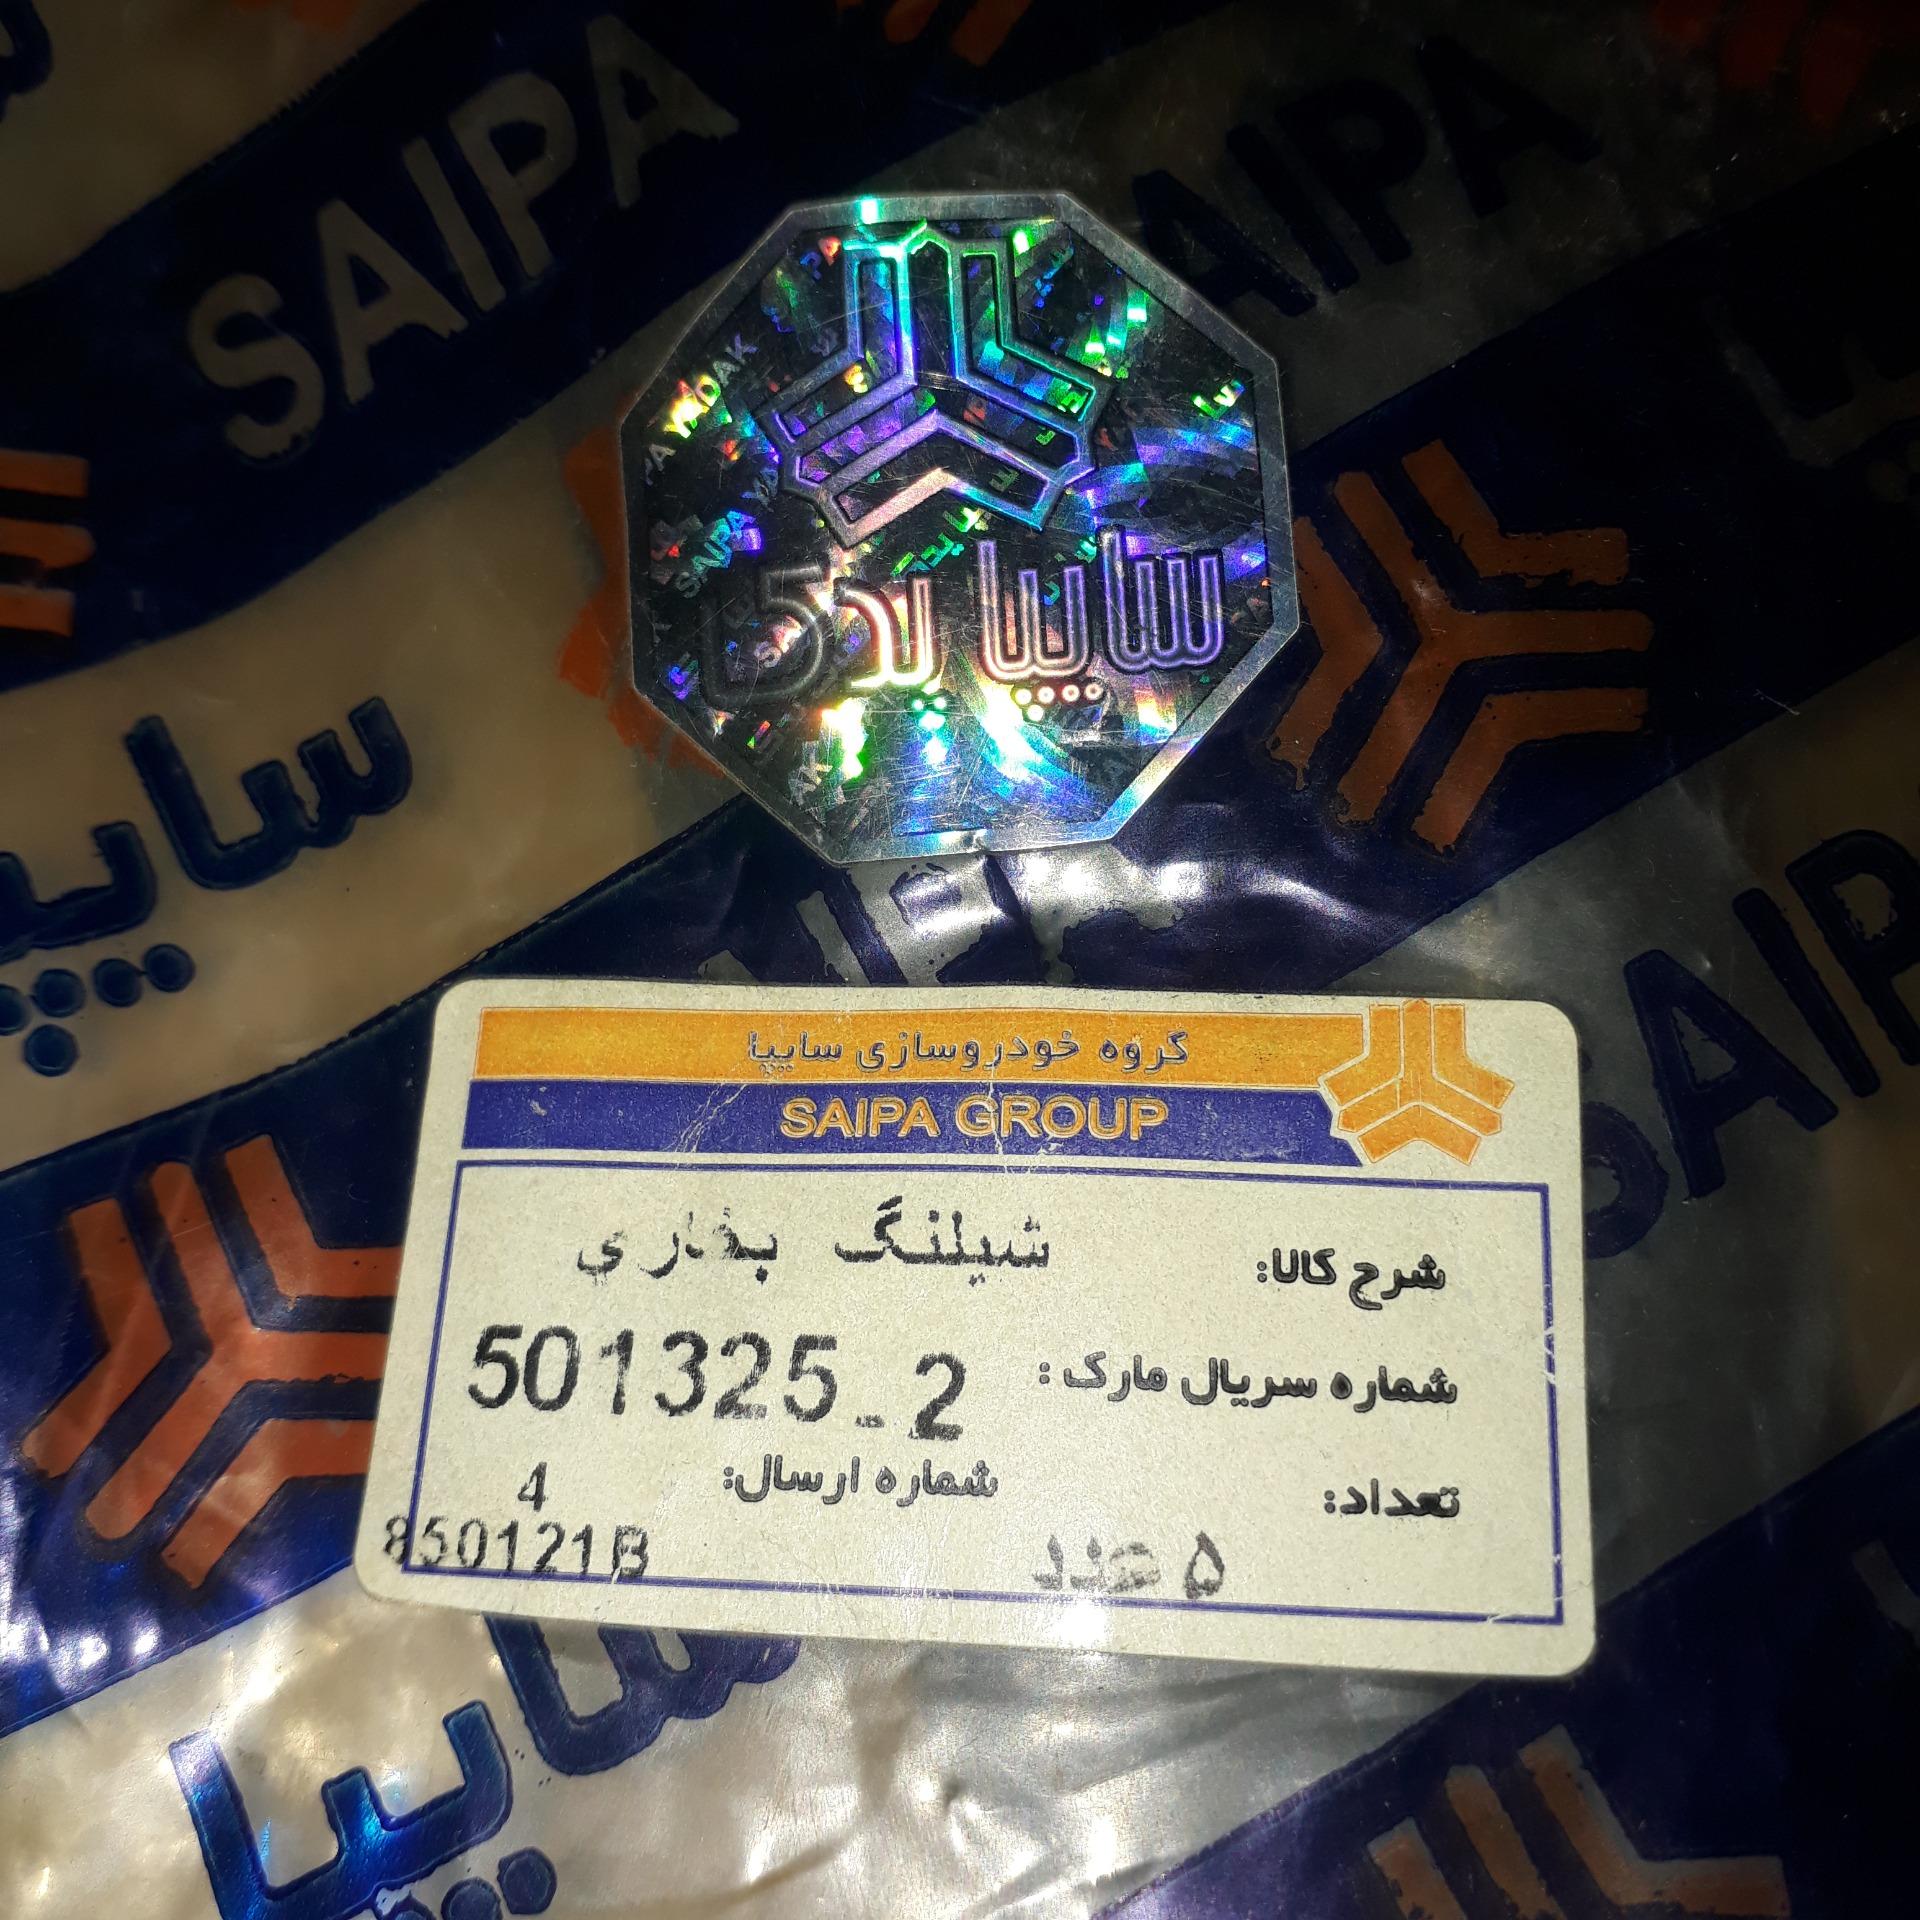 SAIPA
SAIPA
سایپا یدک
سایپا
SAIPA
گروه خودروسازی سایپا
SAIPA GROUP
شرح کالا: شیلنگ بخاری
شماره سریال مارک: 501325_2
تعداد: ۵ عدد
شماره ارسال: 4
850121B
سایپا